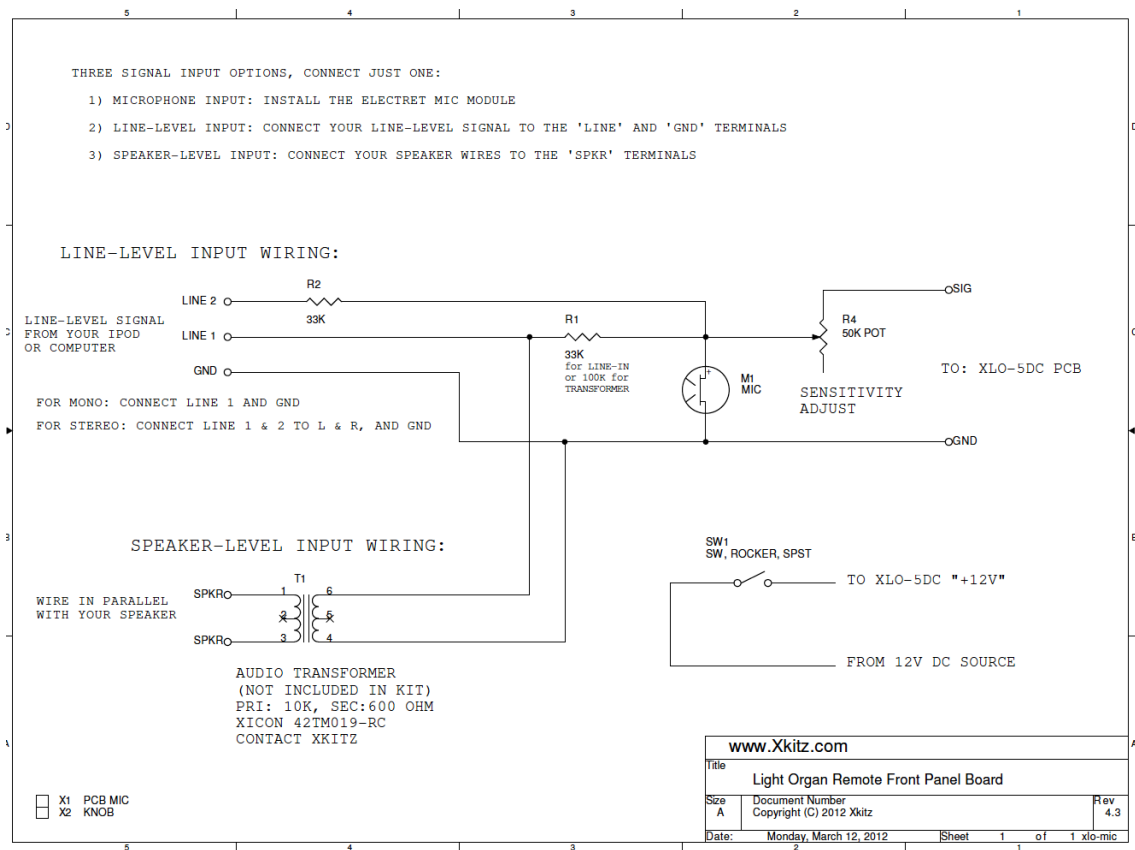 5 4 3 2 1
THREE SIGNAL INPUT OPTIONS, CONNECT JUST ONE:
1) MICROPHONE INPUT: INSTALL THE ELECTRET MIC MODULE
2) LINE-LEVEL INPUT: CONNECT YOUR LINE-LEVEL SIGNAL TO THE 'LINE' AND 'GND' TERMINALS
3) SPEAKER-LEVEL INPUT: CONNECT YOUR SPEAKER WIRES TO THE 'SPKR' TERMINALS
D D
LINE-LEVEL INPUT WIRING:
R2
33K
LINE 2
LINE 1
GND
LINE-LEVEL SIGNAL
FROM YOUR IPOD
OR COMPUTER
R1
33K
for LINE-IN
or 100K for
TRANSFORMER
SIG
R4
50K POT
C C
M1
MIC
+
SENSITIVITY
ADJUST
TO: XLO-5DC PCB
GND
FOR MONO: CONNECT LINE 1 AND GND
FOR STEREO: CONNECT LINE 1 & 2 TO L & R, AND GND
B B
SPEAKER-LEVEL INPUT WIRING:
T1
SPKR
SPKR
1
2
3
6
5
4
WIRE IN PARALLEL
WITH YOUR SPEAKER
AUDIO TRANSFORMER
(NOT INCLUDED IN KIT)
PRI: 10K, SEC:600 OHM
XICON 42TM019-RC
CONTACT XKITZ
SW1
SW, ROCKER, SPST
TO XLO-5DC "+12V"
FROM 12V DC SOURCE
A A
X1 PCB MIC
X2 KNOB
www.Xkitz.com
Title
Light Organ Remote Front Panel Board
Size Document Number Rev
A Copyright (C) 2012 Xkitz 4.3
Date: Monday, March 12, 2012 Sheet 1 of 1 xlo-mic
5 4 3 2 1